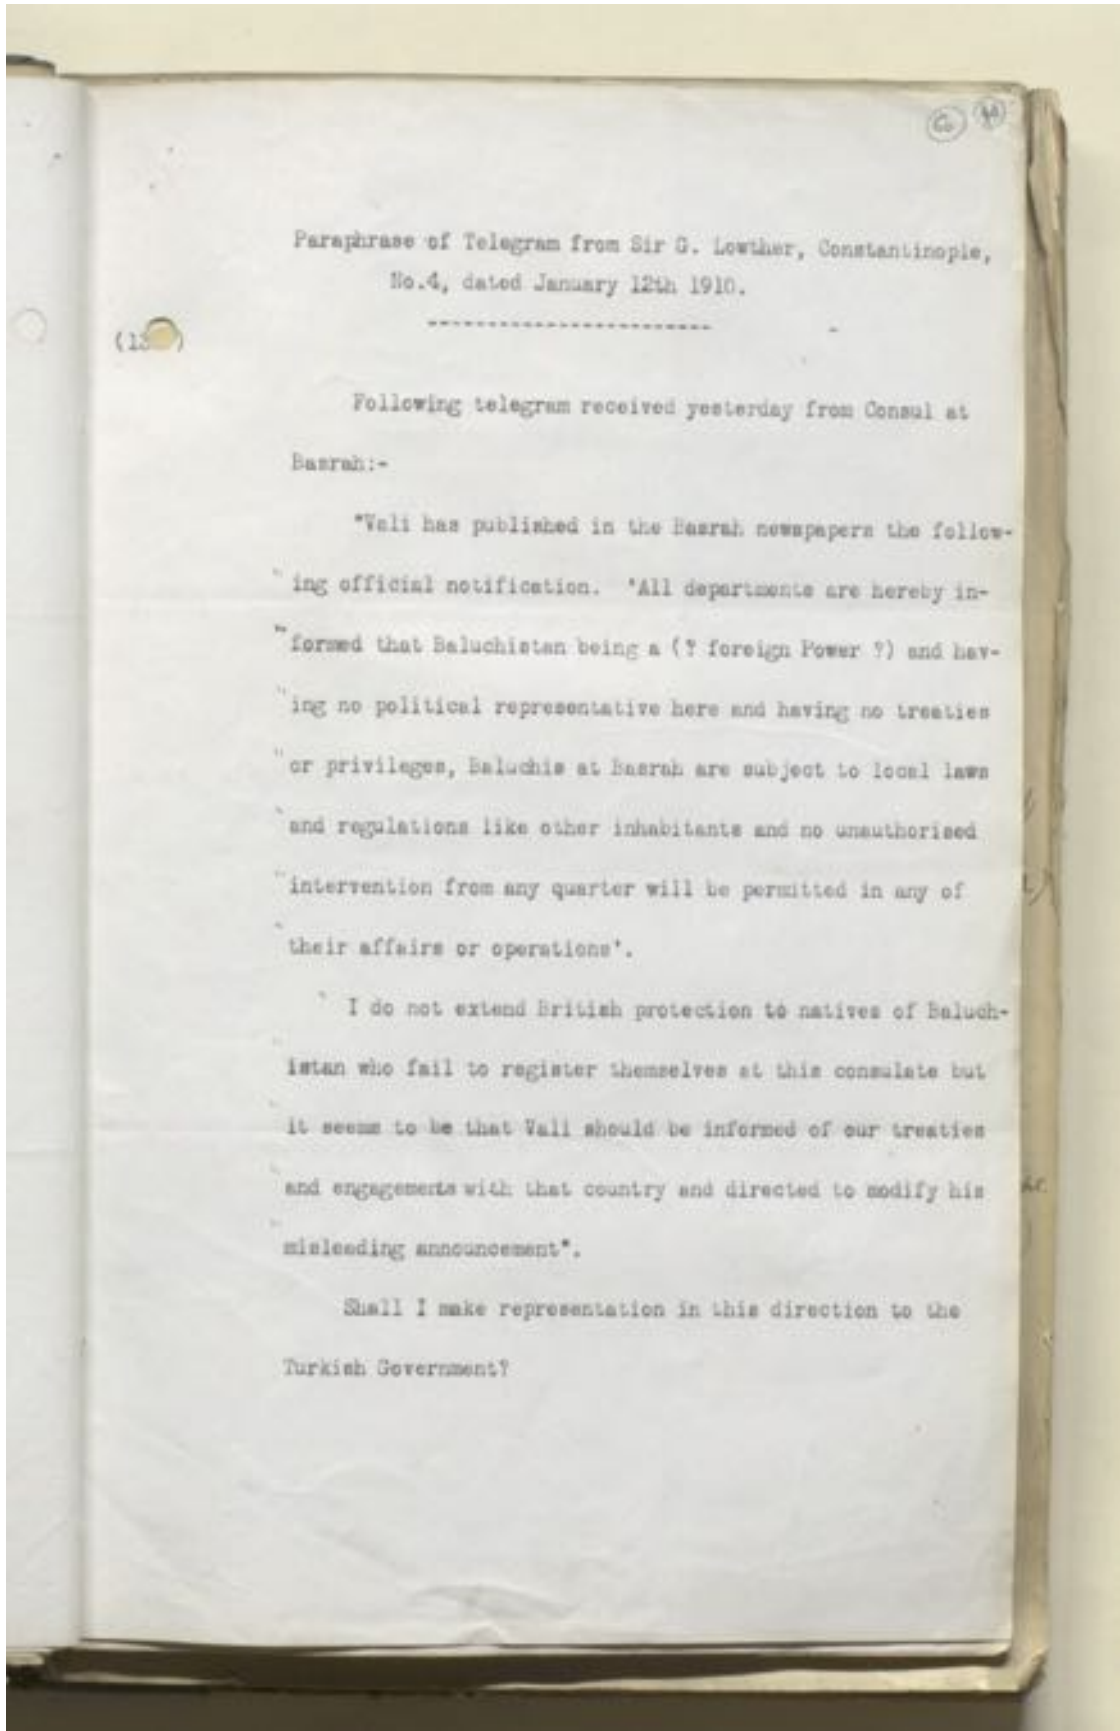 Paraphrase of Telegram from Sir G. Lowther, Constantinople,
No.4, dated January 12th 1910.
------------------------
Following telegram received yesterday from Consul at
Basrah:-
"Vali has published in the Basrah newspapers the follow-
"ing official notification. 'All departments are hereby in-
"formed that Baluchistan being a (? foreign Power ?) and hav-
"ing no political representative here and having no treaties
"or privileges, Baluchis at Basrah are subject to local laws
"and regulations like other inhabitants and no unauthorised
"intervention from any quarter will be permitted in any of
"their affairs or operations'.
" I do not extend British protection to natives of Baluch-
"istan who fail to register themselves at this consulate but
"it seems to be that Vali should be informed of our treaties
"and engagements with that country and directed to modify his
"misleading announcement".
Shall I make representation in this direction to the
Turkish Government?